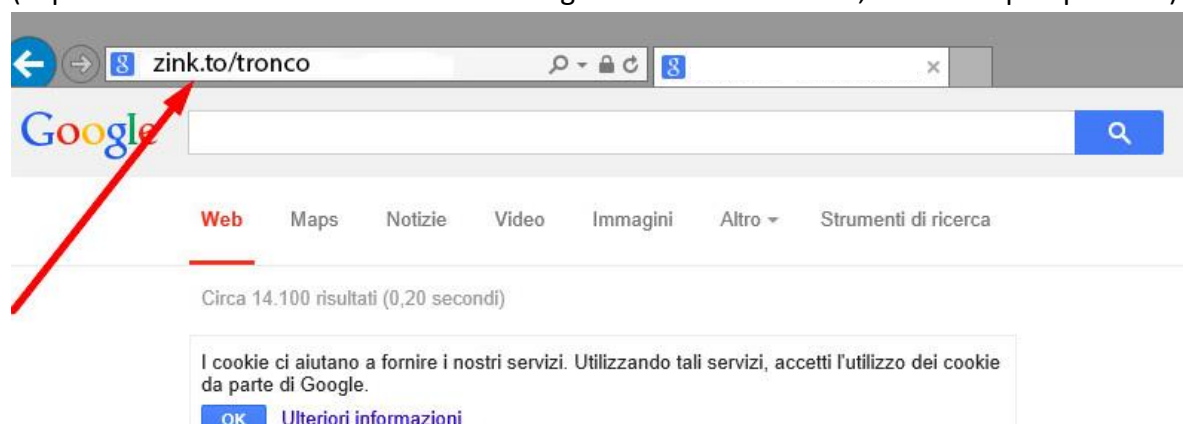 zink.to/tronco
Google
Web Maps Notizie Video Immagini Altro Strumenti di ricerca
Circa 14.100 risultati (0,20 secondi)
I cookie ci aiutano a fornire i nostri servizi. Utilizzando tali servizi, accetti l'utilizzo dei cookie
da parte di Google.
OK Ulteriori informazioni